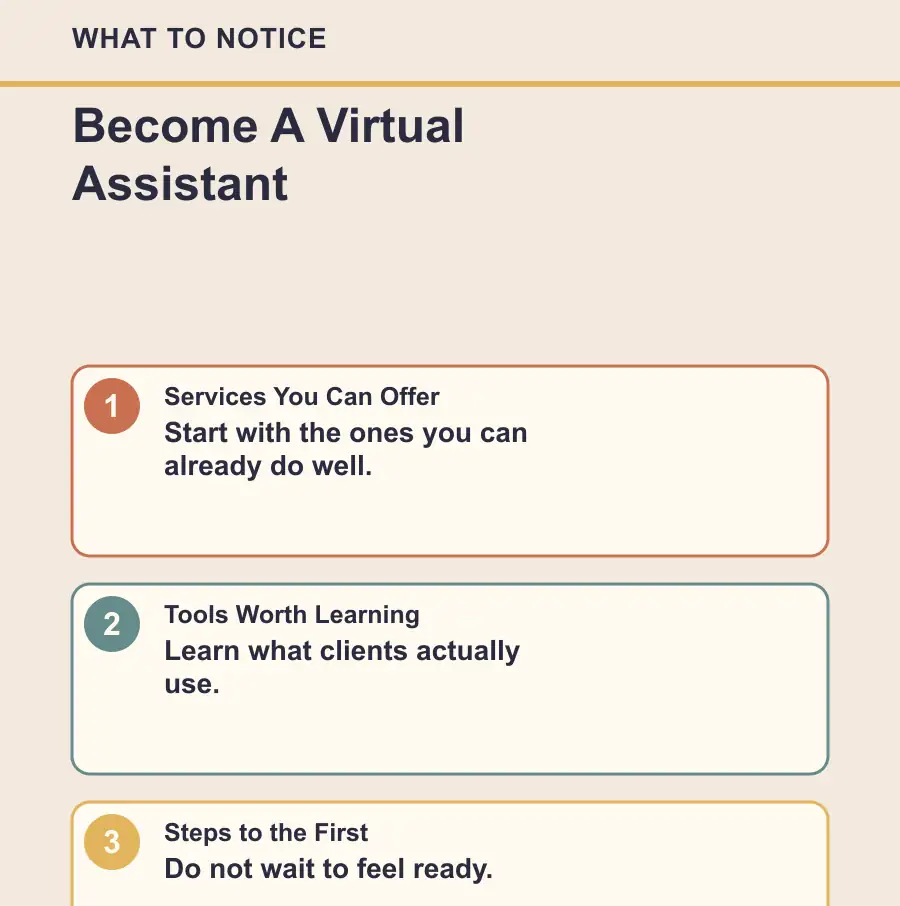 WHAT TO NOTICE
Become A Virtual
Assistant
1
Services You Can Offer
Start with the ones you can
already do well.
2
Tools Worth Learning
Learn what clients actually
use.
3
Steps to the First
Do not wait to feel ready.